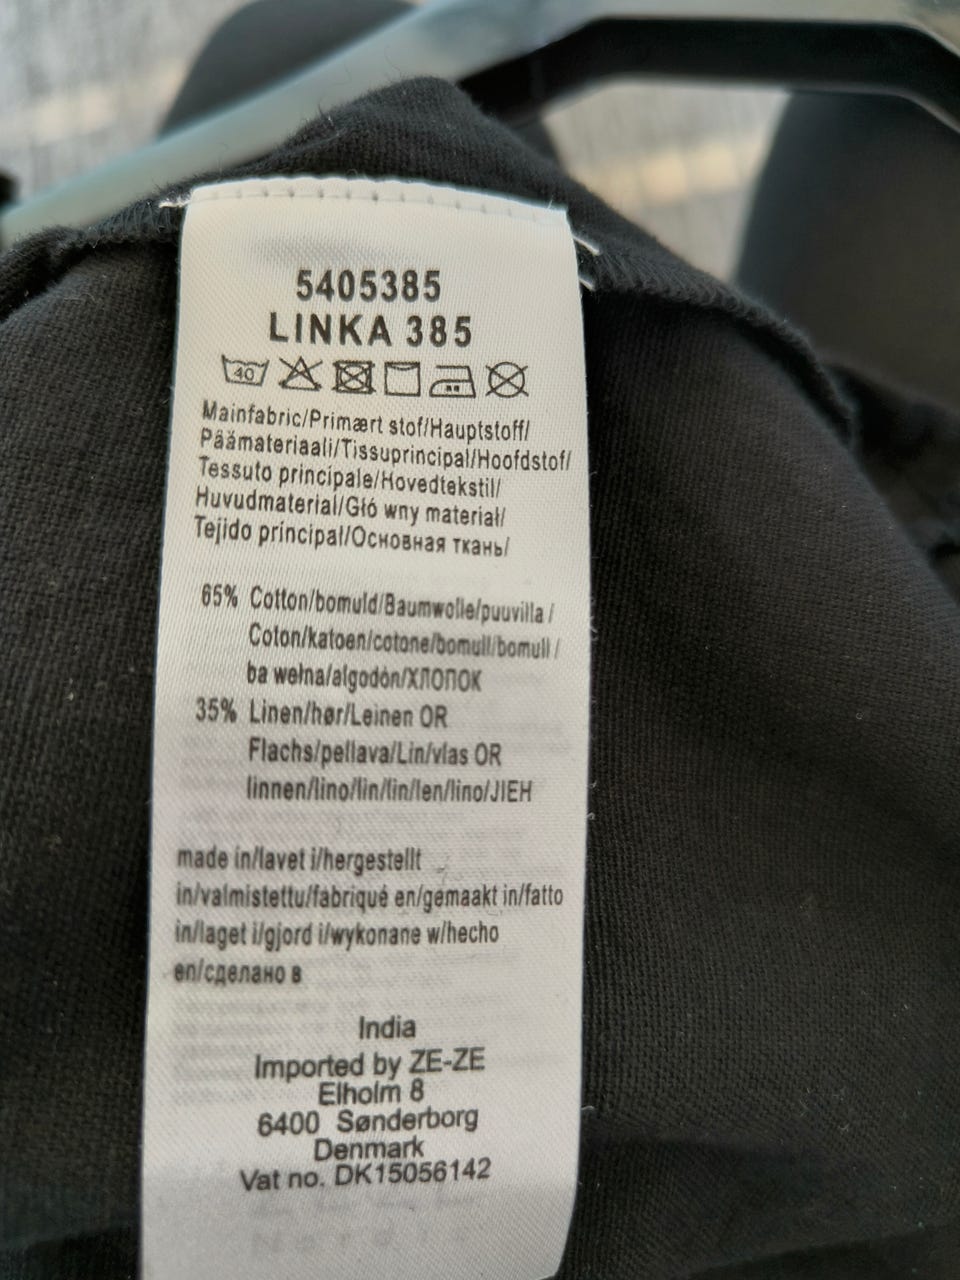 5405385
LINKA 385
40
Mainfabric/Primært stof/Hauptstoff/
Päämateriaali/Tissuprincipal/Hoofdstof/
Tessuto principale/Hovedtekstil/
Huvudmaterial/Głó wny materiał/
Tejido principal/Основная ткань/
65% Cotton/bomuld/Baumwolle/puuvilla /
Coton/katoen/cotone/bomull/bomull /
ba wełna/algodón/ХЛОПОК
35% Linen/hør/Leinen OR
Flachs/pellava/Lin/vlas OR
linnen/lino/lin/lin/len/lino/JIEH
made in/lavet i/hergestellt
in/valmistettu/fabriqué en/gemaakt in/fatto
in/laget i/gjord i/wykonane w/hecho
en/сделано в
India
Imported by ZE-ZE
Elholm 8
6400 Sønderborg
Denmark
Vat no. DK15056142